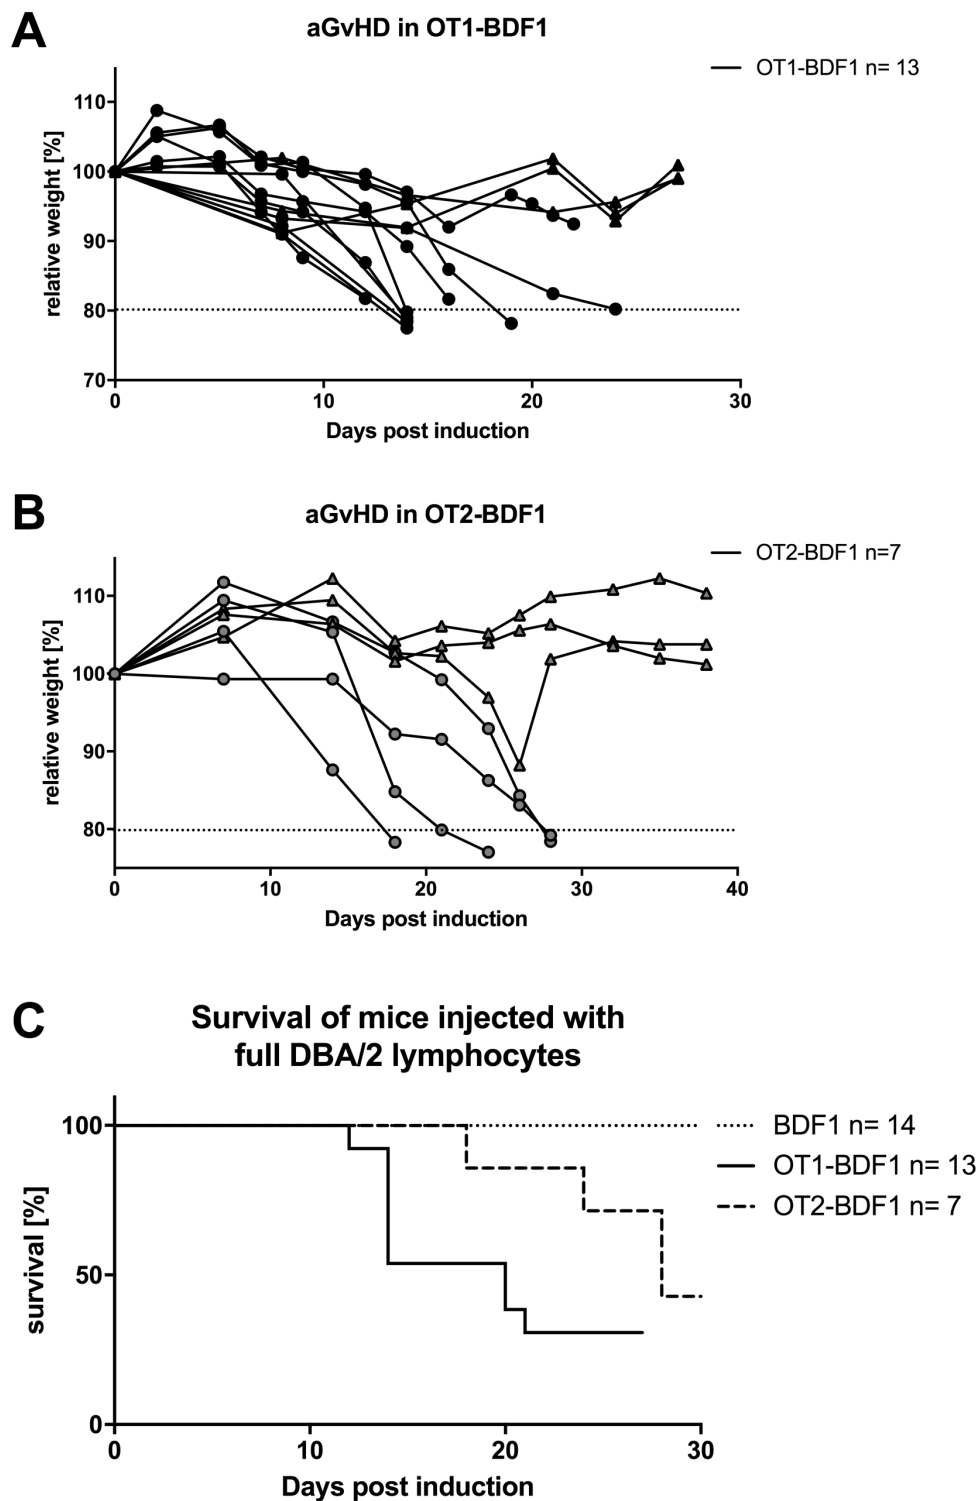 A
aGvHD in OT1-BDF1
OT1-BDF1 n= 13
relative weight [%]
110
100
90
80
70
0 10 20 30
Days post induction
B
aGvHD in OT2-BDF1
OT2-BDF1 n=7
relative weight [%]
110
100
90
80
0 10 20 30 40
Days post induction
C
Survival of mice injected with
full DBA/2 lymphocytes
BDF1 n= 14
OT1-BDF1 n= 13
OT2-BDF1 n= 7
survival [%]
100
50
0
0 10 20 30
Days post induction